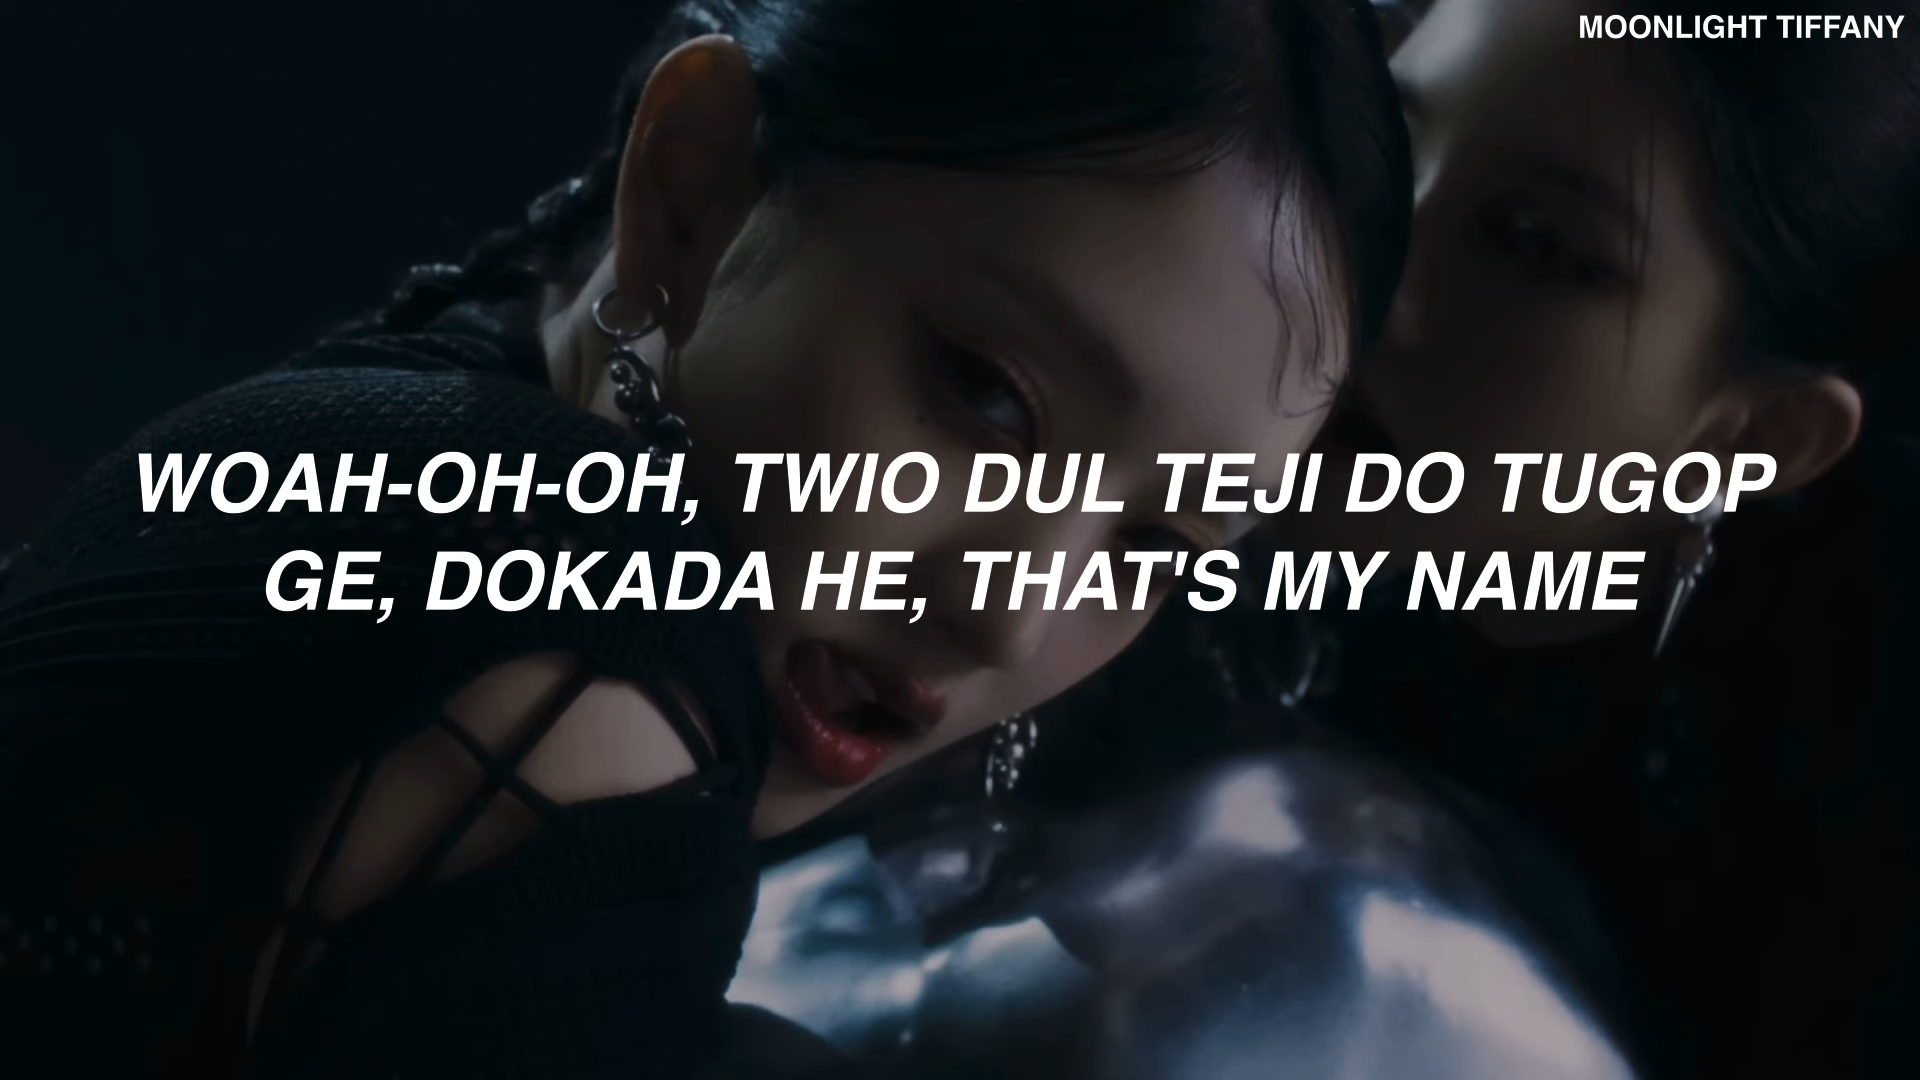 MOONLIGHT TIFFANY
WOAH-OH-OH, TWIO DUL TEJI DO TUGOP
GE, DOKADA HE, THAT'S MY NAME